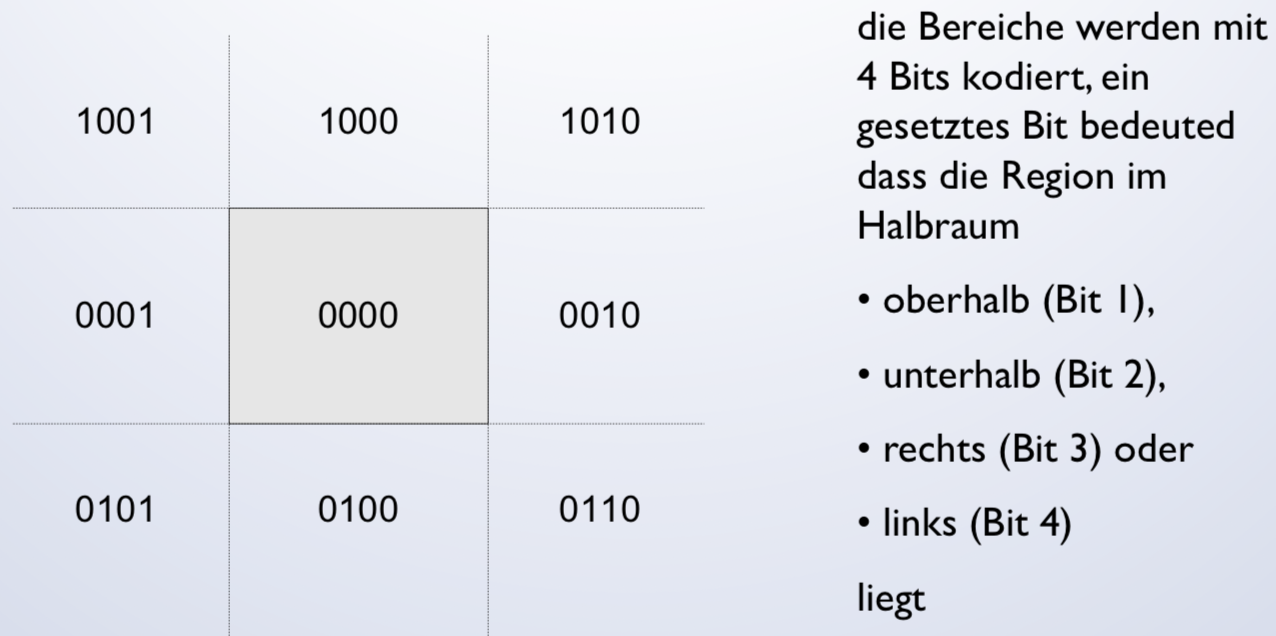 1001 1000 1010
0001 0000 0010
0101 0100 0110
die Bereiche werden mit
4 Bits kodiert, ein
gesetztes Bit bedeuted
dass die Region im
Halbraum
• oberhalb (Bit 1),
• unterhalb (Bit 2),
• rechts (Bit 3) oder
• links (Bit 4)
liegt